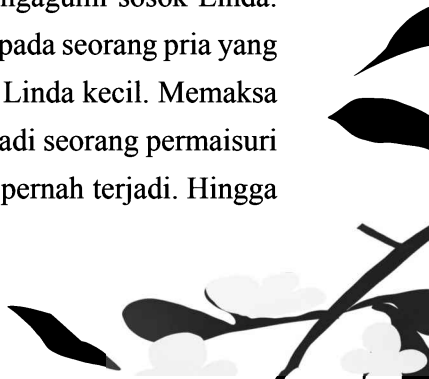 ngagumi sosok Linda.
pada seorang pria yang
Linda kecil. Memaksa
adi seorang permaisuri
pernah terjadi. Hingga